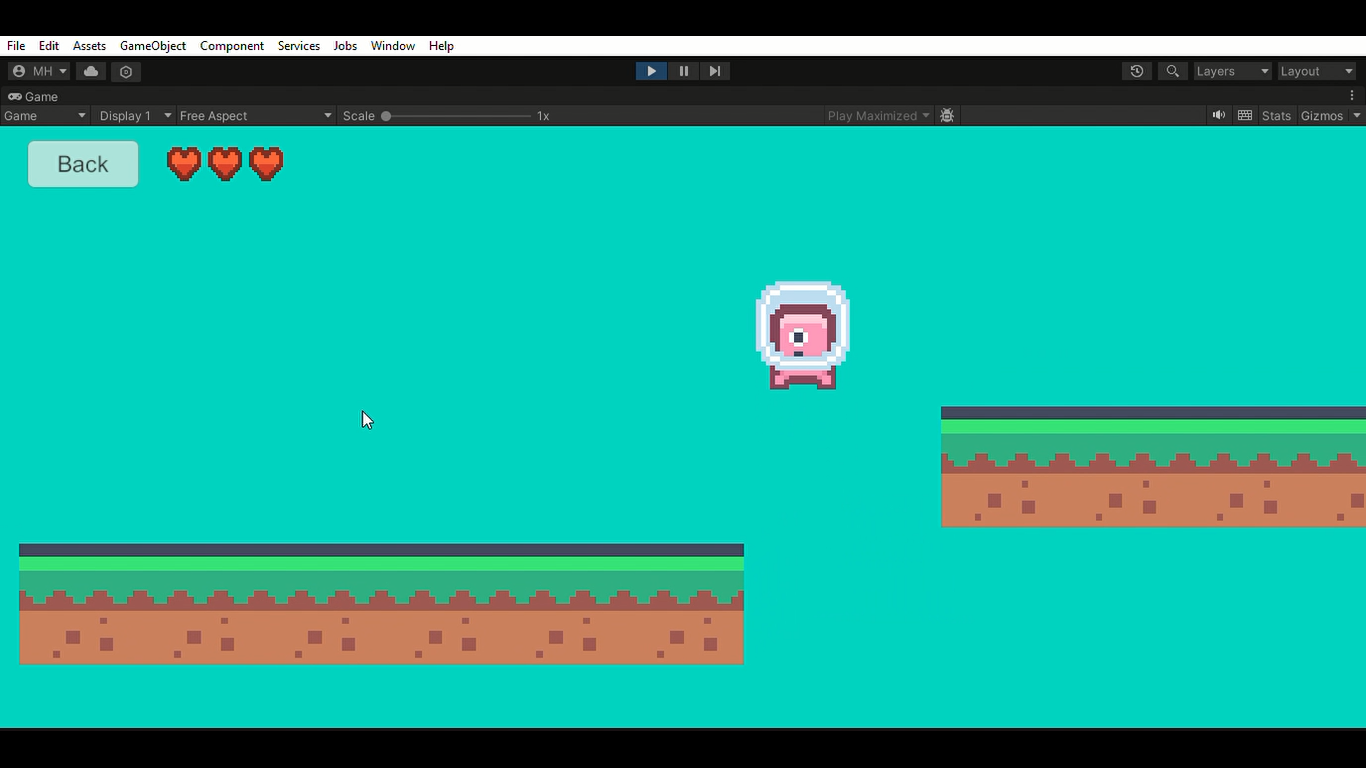 File Edit Assets GameObject Component Services Jobs Window Help
MH Layers Layout
Game
Game Display 1 Free Aspect Scale 1x Play Maximized Stats Gizmos
Back